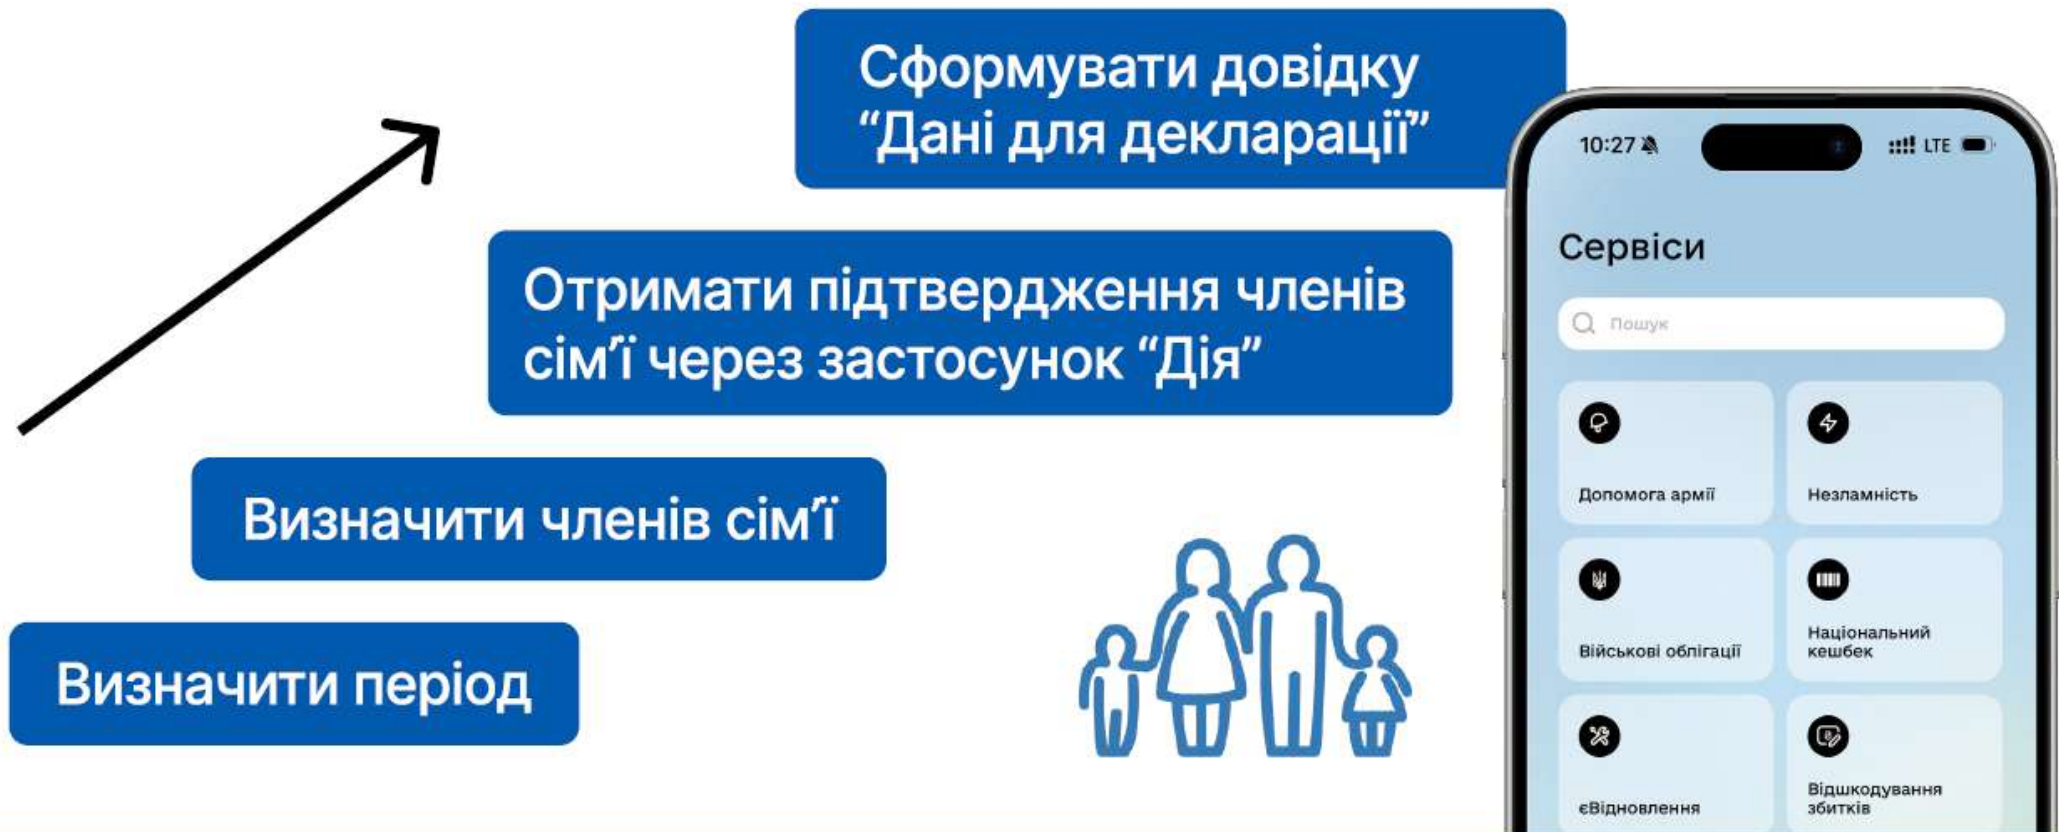 Сформувати довідку
“Дані для декларації”
Отримати підтвердження членів
сім’ї через застосунок “Дія”
Визначити членів сім’ї
Визначити період
10:27
LTE
Сервіси
Пошук
Допомога армії
Незламність
Військові облігації
Національний
кешбек
єВідновлення
Відшкодування
збитків